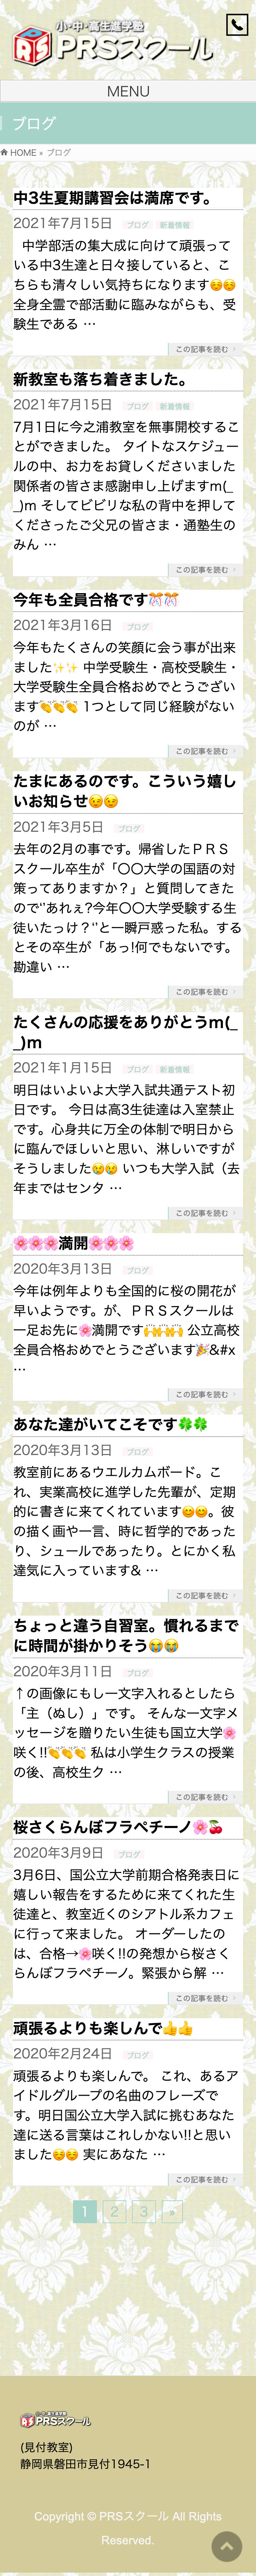 小・中・高生進学塾
PRSスクール
MENU
ブログ
HOME » ブログ
中3生夏期講習会は満席です。
2021年7月15日 ブログ 新着情報
中学部活の集大成に向けて頑張って
いる中3生達と日々接していると、こ
ちらも清々しい気持ちになります😌😌
全身全霊で部活動に臨みながらも、受
験生である …
この記事を読む
新教室も落ち着きました。
2021年7月15日 ブログ 新着情報
7月1日に今之浦教室を無事開校するこ
とができました。 タイトなスケジュー
ルの中、お力をお貸しくださいました
関係者の皆さま感謝申し上げますm(_
_)m そしてビビリな私の背中を押して
くださったご父兄の皆さま・通塾生の
みん …
この記事を読む
今年も全員合格です🎊🎊
2021年3月16日 ブログ
今年もたくさんの笑顔に会う事が出来
ました✨✨ 中学受験生・高校受験生・
大学受験生全員合格おめでとうござい
ます👏👏👏 1つとして同じ経験がない
のが …
この記事を読む
たまにあるのです。こういう嬉し
いお知らせ😉😉
2021年3月5日 ブログ
去年の2月の事です。帰省したＰＲＳ
スクール卒生が「〇〇大学の国語の対
策ってありますか？」と質問してきた
ので‘’あれぇ?今年〇〇大学受験する生
徒いたっけ？‘’と一瞬戸惑った私。する
とその卒生が「あっ!何でもないです。
勘違い …
この記事を読む
たくさんの応援をありがとうm(_
_)m
2021年1月15日 ブログ 新着情報
明日はいよいよ大学入試共通テスト初
日です。 今日は高3生徒達は入室禁止
です。心身共に万全の体制で明日から
に臨んでほしいと思い、淋しいですが
そうしました😢😢 いつも大学入試（去
年まではセンタ …
この記事を読む
🌸🌸🌸満開🌸🌸🌸
2020年3月13日 ブログ
今年は例年よりも全国的に桜の開花が
早いようです。が、ＰＲＳスクールは
一足お先に🌸満開です🙌🙌🙌 公立高校
全員合格おめでとうございます🎉&#x
…
この記事を読む
あなた達がいてこそです🍀🍀
2020年3月13日 ブログ
教室前にあるウエルカムボード。こ
れ、実業高校に進学した先輩が、定期
的に書きに来てくれています😊😊。彼
の描く画や一言、時に哲学的であった
り、シュールであったり。とにかく私
達気に入っています& …
この記事を読む
ちょっと違う自習室。慣れるまで
に時間が掛かりそう😭😭
2020年3月11日 ブログ
↑の画像にもし一文字入れるとしたら
「主（ぬし）」です。 そんな一文字メ
ッセージを贈りたい生徒も国立大学🌸
咲く!!👏👏👏 私は小学生クラスの授業
の後、高校生ク …
この記事を読む
桜さくらんぼフラペチーノ🌸🍒
2020年3月9日 ブログ
3月6日、国公立大学前期合格発表日に
嬉しい報告をするために来てくれた生
徒達と、教室近くのシアトル系カフェ
に行って来ました。 オーダーしたの
は、合格→🌸咲く!!の発想から桜さく
らんぼフラペチーノ。緊張から解 …
この記事を読む
頑張るよりも楽しんで👍👍
2020年2月24日 ブログ
頑張るよりも楽しんで。 これ、あるア
イドルグループの名曲のフレーズで
す。明日国公立大学入試に挑むあなた
達に送る言葉はこれしかない!!と思い
ました😊😊 実にあなた …
この記事を読む
1 2 3 »
小・中・高生進学塾
PRSスクール
(見付教室)
静岡県磐田市見付1945-1
Copyright © PRSスクール All Rights
Reserved.